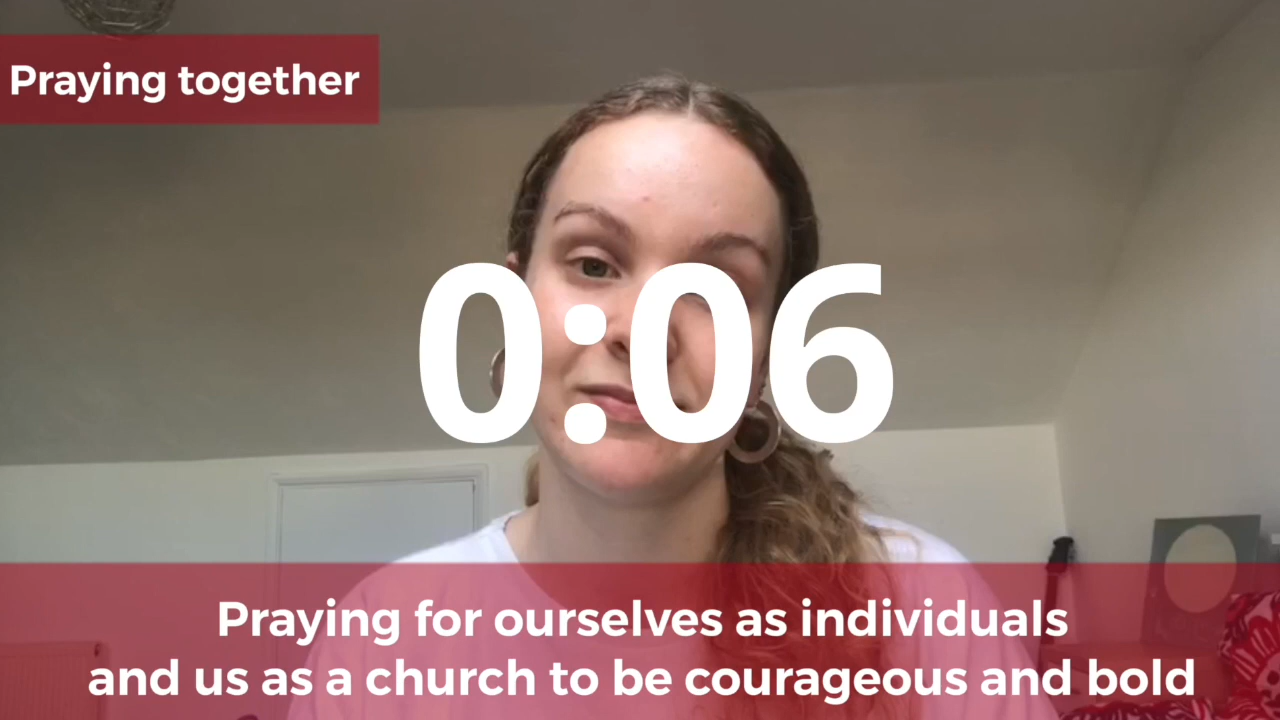 Praying together
0:06
Praying for ourselves as individuals
and us as a church to be courageous and bold